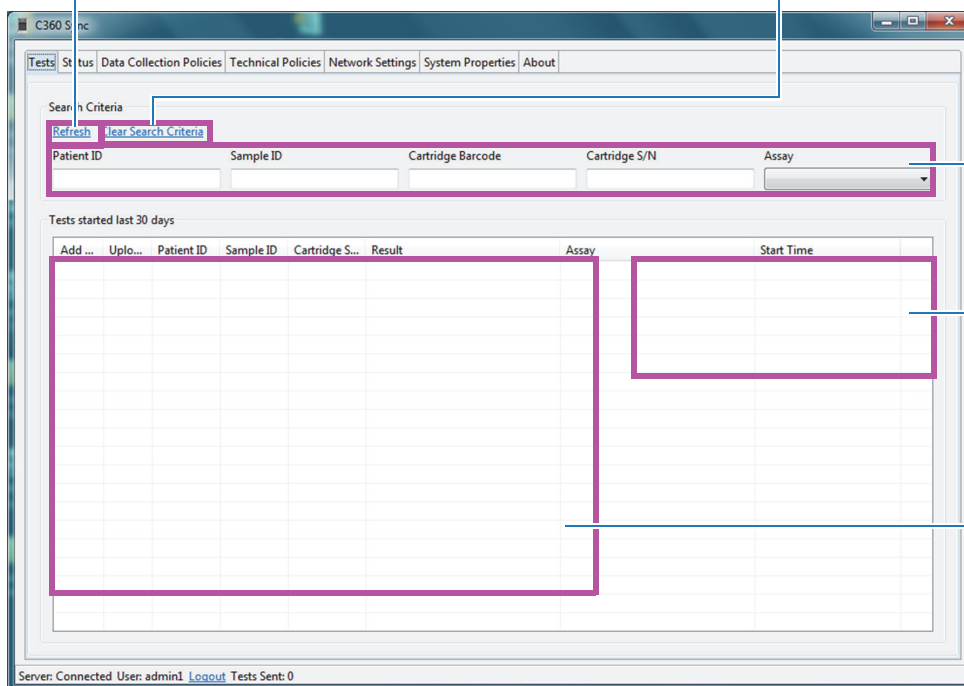 C360 Sync
Tests Status Data Collection Policies Technical Policies Network Settings System Properties About
Search Criteria
Refresh Clear Search Criteria
Patient ID Sample ID Cartridge Barcode Cartridge S/N Assay
Tests started last 30 days
Add ... Uplo... Patient ID Sample ID Cartridge S... Result Assay Start Time
Server: Connected User: admin1 Logout Tests Sent: 0